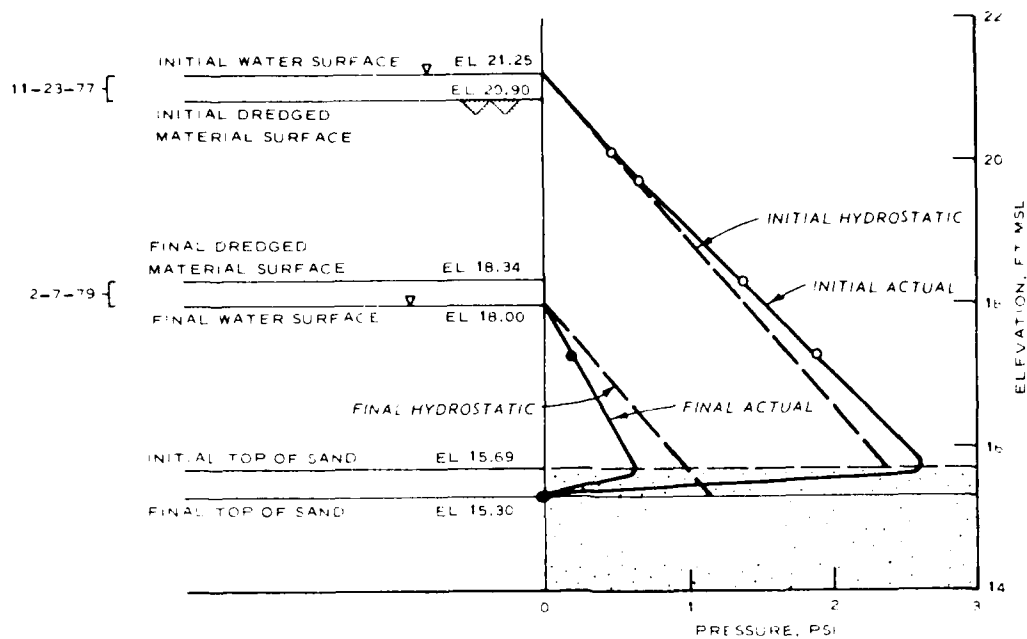 INITIAL WATER SURFACE EL 21.25
11-23-77
EL 20.90
INITIAL DREDGED
MATERIAL SURFACE
FINAL DREDGED
MATERIAL SURFACE EL 18.34
2-7-79
FINAL WATER SURFACE EL 18.00
INITIAL TOP OF SAND EL 15.69
FINAL TOP OF SAND EL 15.30
INITIAL HYDROSTATIC
INITIAL ACTUAL
FINAL HYDROSTATIC
FINAL ACTUAL
22
20
18
16
14
ELEVATION, FT MSL
0 1 2 3
PRESSURE, PSI